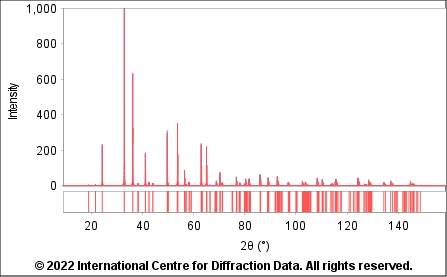 1,000
800
600
400
200
0
Intensity
20 40 60 80 100 120 140
2θ (°)
© 2022 International Centre for Diffraction Data. All rights reserved.